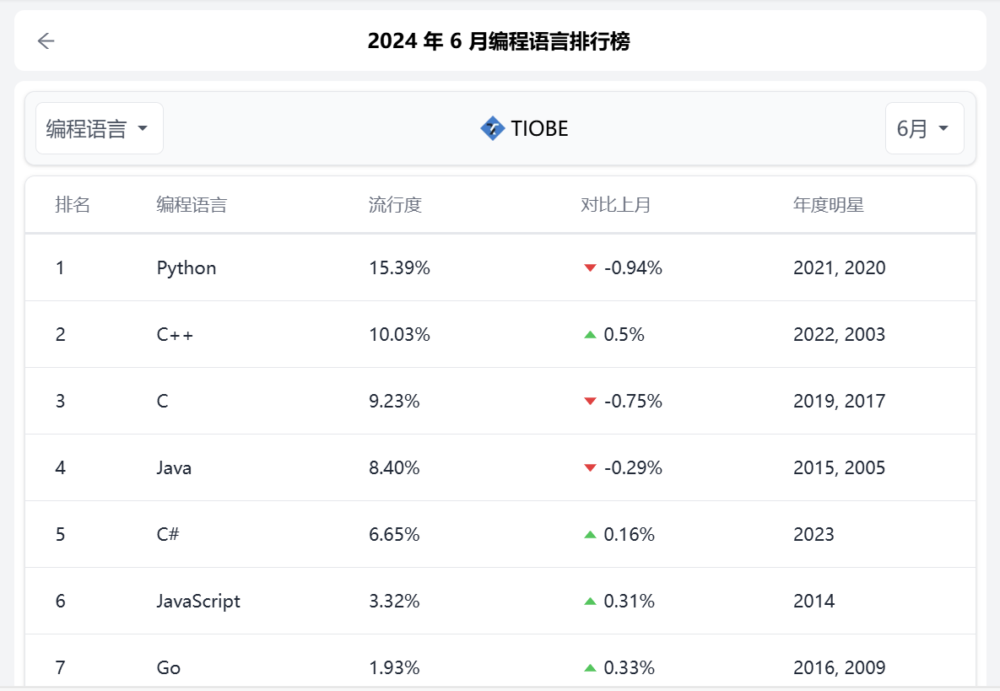 2024 年 6 月编程语言排行榜
编程语言 TIOBE 6月
排名 编程语言 流行度 对比上月 年度明星
1 Python 15.39% -0.94% 2021, 2020
2 C++ 10.03% 0.5% 2022, 2003
3 C 9.23% -0.75% 2019, 2017
4 Java 8.40% -0.29% 2015, 2005
5 C# 6.65% 0.16% 2023
6 JavaScript 3.32% 0.31% 2014
7 Go 1.93% 0.33% 2016, 2009